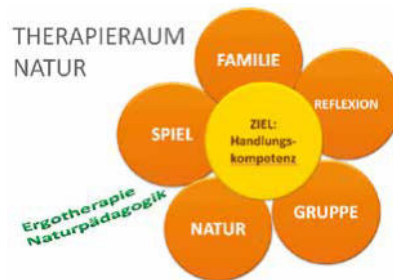 THERAPIERAUM
NATUR
FAMILIE
REFLEXION
SPIEL
ZIEL:
Handlungs-
kompetenz
GRUPPE
NATUR
Ergotherapie
Naturpädagogik